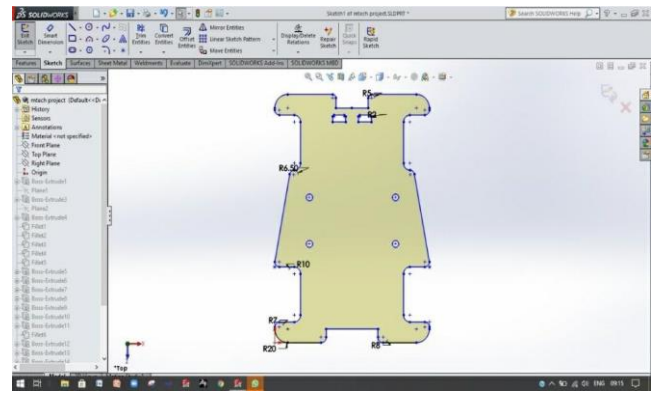 SOLIDWORKS
Sketch1 of mtech project.SLDPRT *
Search SOLIDWORKS Help
Exit Sketch
Smart Dimension
Trim Entities
Convert Entities
Offset Entities
Mirror Entities
Linear Sketch Pattern
Move Entities
Display/Delete Relations
Repair Sketch
Quick Snaps
Rapid Sketch
Features Sketch Surfaces Sheet Metal Weldments Evaluate DimXpert SOLIDWORKS Add-Ins SOLIDWORKS MBD
mtech project (Default<<D
History
Sensors
Annotations
Material <not specified>
Front Plane
Top Plane
Right Plane
Origin
Boss-Extrude1
Plane1
Boss-Extrude2
Plane2
Boss-Extrude4
Fillet1
Fillet2
Fillet3
Fillet4
Fillet5
Boss-Extrude5
Boss-Extrude6
Boss-Extrude7
Boss-Extrude8
Boss-Extrude9
Boss-Extrude10
Boss-Extrude11
Fillet6
Boss-Extrude12
Boss-Extrude13
Boss-Extrude14
R5
R2
R6.50
R10
R7
R20
R8
*Top
ENG 09:15